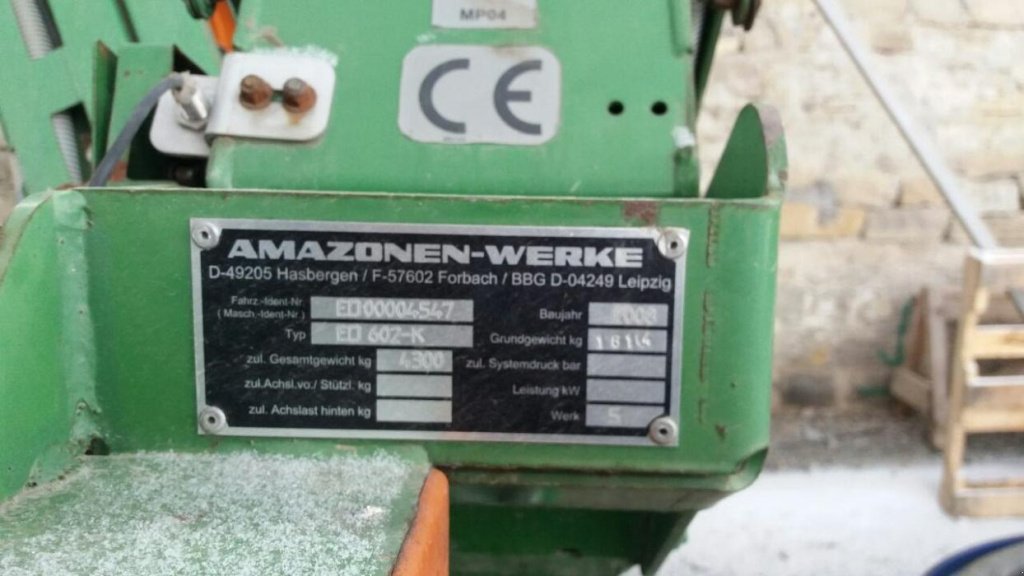 MP04
CE
AMAZONEN-WERKE
D-49205 Hasbergen / F-57602 Forbach / BBG D-04249 Leipzig
Fahrz.-Ident-Nr. ED00004547
( Masch.-Ident-Nr. )
Typ ED 602-K
zul. Gesamtgewicht kg 4300
zul.Achsl.vo./ Stützl. kg
zul. Achslast hinten kg
Baujahr 2008
Grundgewicht kg
zul. Systemdruck bar
Leistung kW
Werk 5